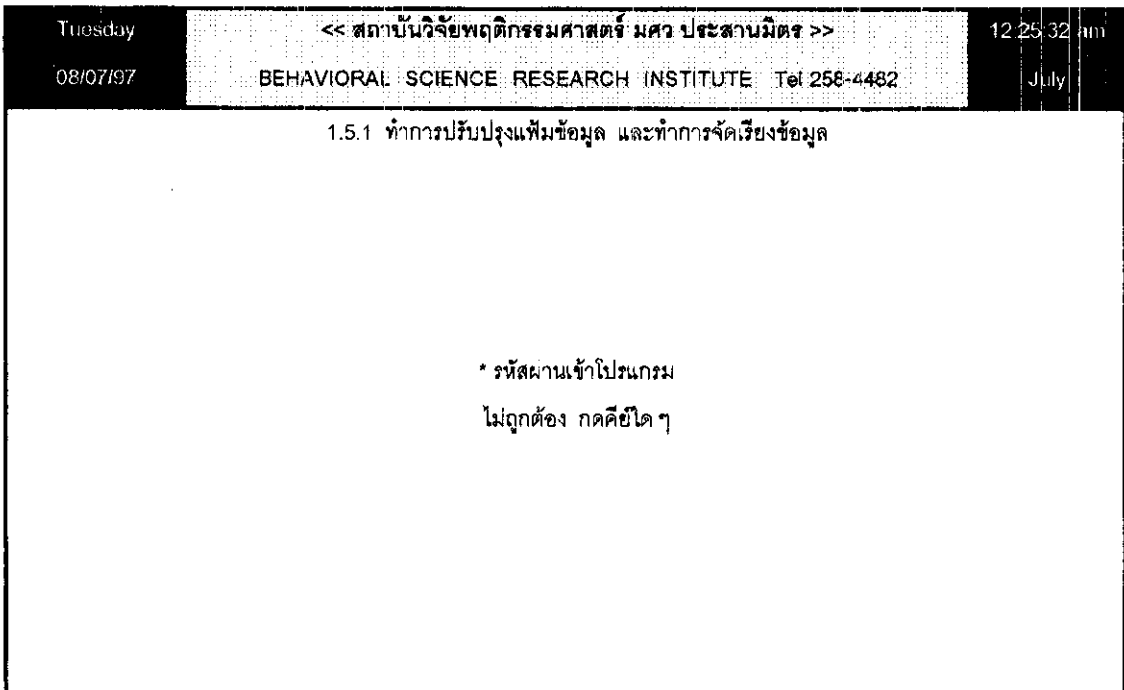 Tuesday << สถาบันวิจัยพฤติกรรมศาสตร์ มศว ประสานมิตร >> 12:25:32 am
08/07/97 BEHAVIORAL SCIENCE RESEARCH INSTITUTE Tel 258-4482 July
1.5.1 ทำการปรับปรุงแฟ้มข้อมูล และทำการจัดเรียงข้อมูล
* รหัสผ่านเข้าโปรแกรม
ไม่ถูกต้อง กดคีย์ใด ๆ